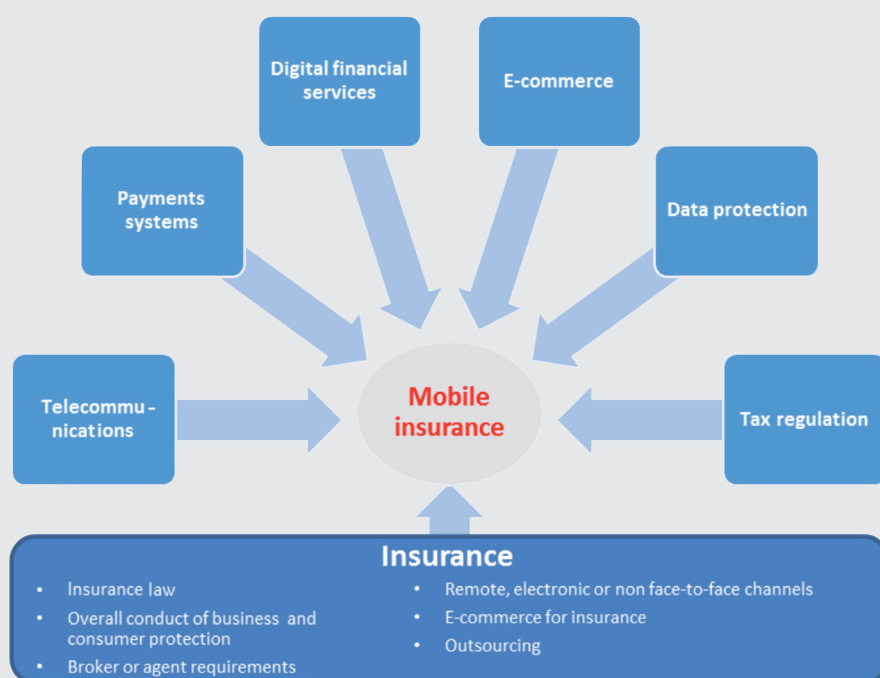 Digital financial
services
E-commerce
Payments
systems
Data protection
Telecommu -
nications
Mobile
insurance
Tax regulation
Insurance
• Insurance law
• Overall conduct of business and
consumer protection
• Broker or agent requirements
• Remote, electronic or non face-to-face channels
• E-commerce for insurance
• Outsourcing